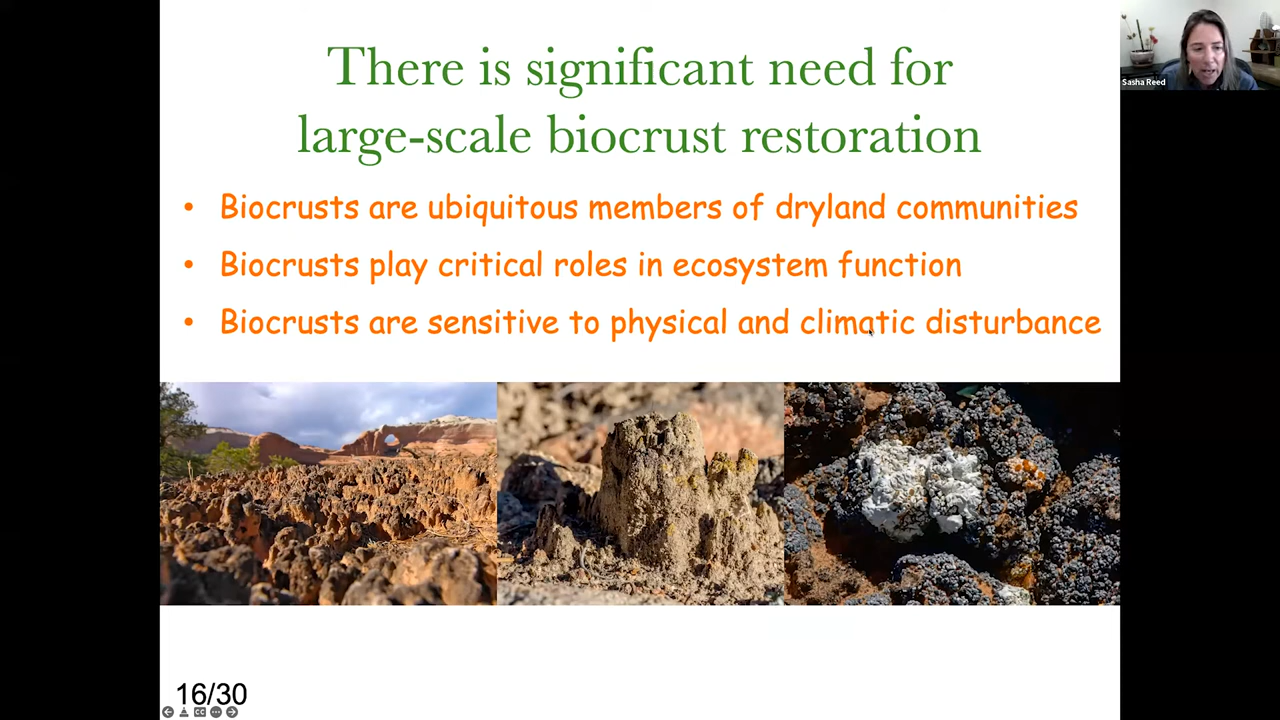 There is significant need for
large-scale biocrust restoration
Sasha Reed
• Biocrusts are ubiquitous members of dryland communities
• Biocrusts play critical roles in ecosystem function
• Biocrusts are sensitive to physical and climatic disturbance
16/30
CC